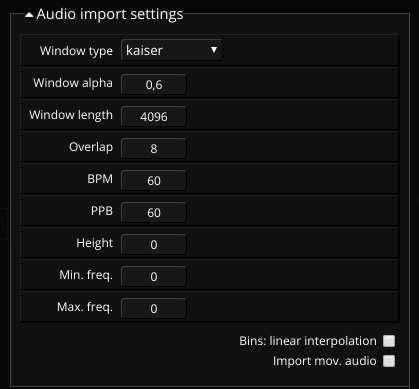 Audio import settings
Window type kaiser
Window alpha 0,6
Window length 4096
Overlap 8
BPM 60
PPB 60
Height 0
Min. freq. 0
Max. freq. 0
Bins: linear interpolation
Import mov. audio